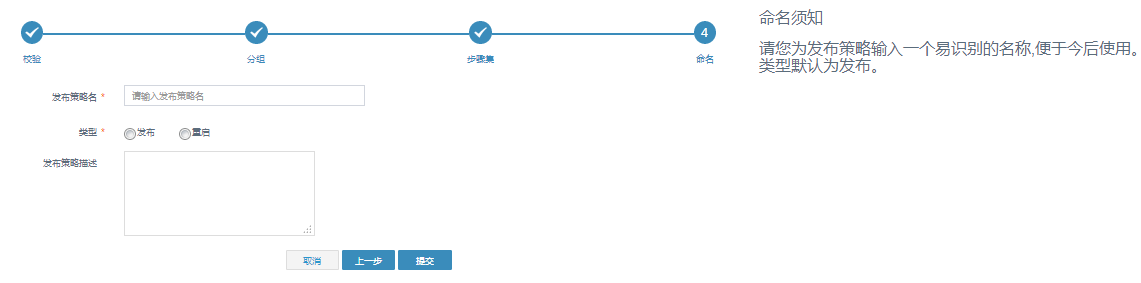 4
校验
分组
步骤集
命名
命名须知
请您为发布策略输入一个易识别的名称,便于今后使用。
类型默认为发布。
发布策略名 *
请输入发布策略名
类型 *
发布
重启
发布策略描述
取消
上一步
提交